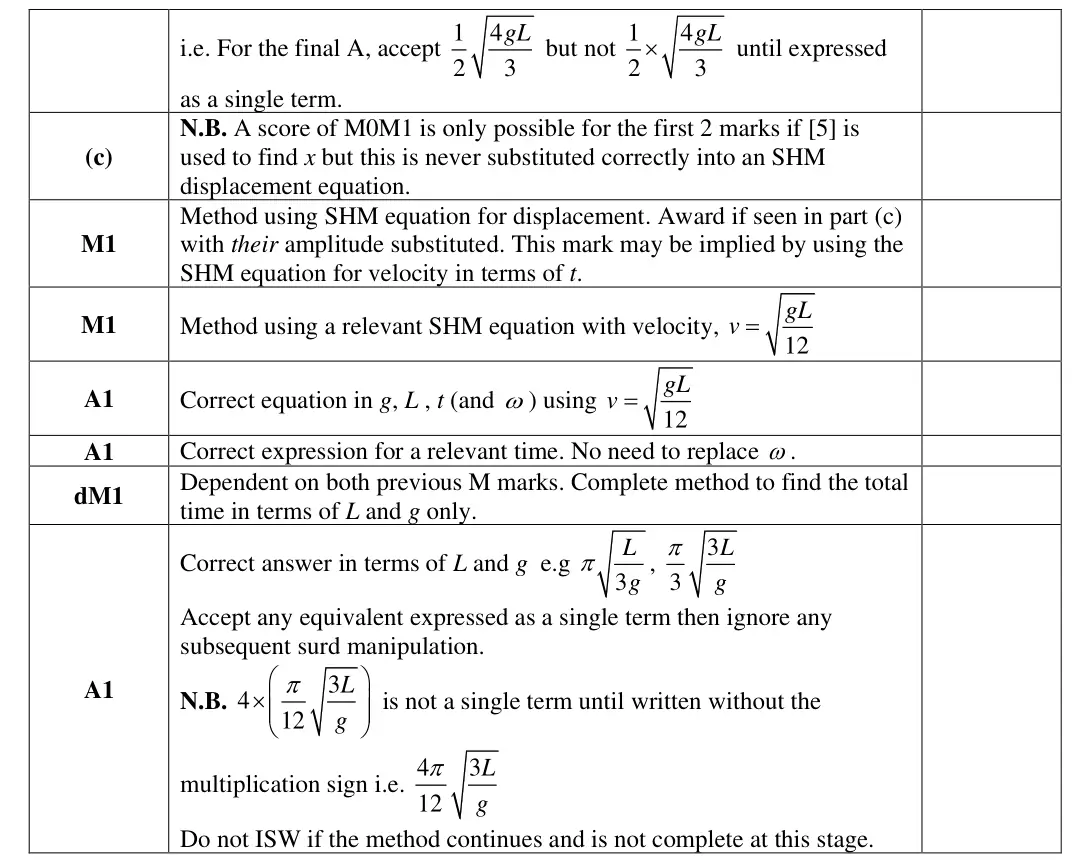 i.e. For the final A, accept 1/2 √(4gL/3) but not 1/2 × √(4gL/3) until expressed
as a single term.
(c)
N.B. A score of M0M1 is only possible for the first 2 marks if [5] is
used to find x but this is never substituted correctly into an SHM
displacement equation.
M1
Method using SHM equation for displacement. Award if seen in part (c)
with their amplitude substituted. This mark may be implied by using the
SHM equation for velocity in terms of t.
M1
Method using a relevant SHM equation with velocity, v = √(gL/12)
A1
Correct equation in g, L , t (and ω ) using v = √(gL/12)
A1
Correct expression for a relevant time. No need to replace ω .
dM1
Dependent on both previous M marks. Complete method to find the total
time in terms of L and g only.
A1
Correct answer in terms of L and g e.g π√(L/3g) , π/3 √(3L/g)
Accept any equivalent expressed as a single term then ignore any
subsequent surd manipulation.
N.B. 4×(π/12 √(3L/g)) is not a single term until written without the
multiplication sign i.e. 4π/12 √(3L/g)
Do not ISW if the method continues and is not complete at this stage.